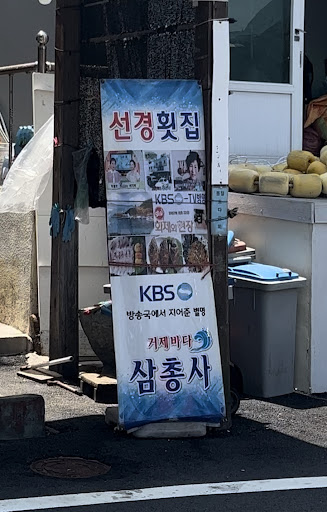 선경횟집
KBS
화제의현장
KBS
방송국에서 지어준 별명
거제바다
삼총사